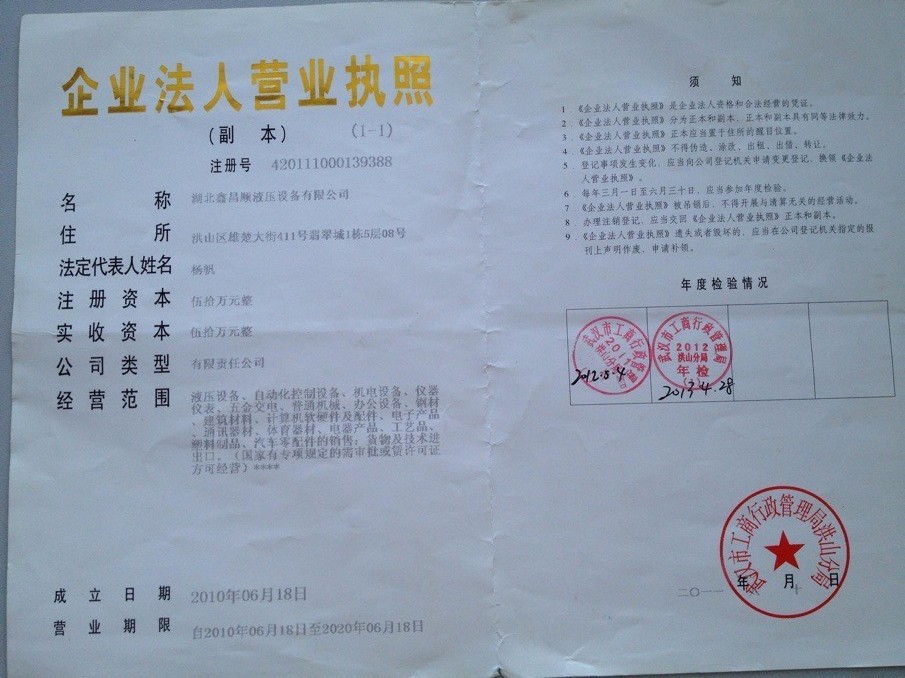 企业法人营业执照
(副 本) (1-1)
注册号 420111000139388
名 称 湖北鑫昌顺液压设备有限公司
住 所 洪山区雄楚大街411号翡翠城1栋5层08号
法定代表人姓名 杨帆
注 册 资 本 伍拾万元整
实 收 资 本 伍拾万元整
公 司 类 型 有限责任公司
经 营 范 围 液压设备、自动化控制设备、机电设备、仪器
仪表、五金交电、普通机械、办公设备、钢材
、建筑材料、计算机软硬件及配件、电子产品
、通讯器材、体育器材、电器产品、工艺品、
塑料制品、汽车零配件的销售；货物及技术进
出口。（国家有专项规定的需审批或凭许可证
方可经营）****
成 立 日 期 2010年06月18日
营 业 期 限 自2010年06月18日至2020年06月18日
须 知
1 《企业法人营业执照》是企业法人资格和合法经营的凭证。
2 《企业法人营业执照》分为正本和副本，正本和副本具有同等法律效力。
3 《企业法人营业执照》正本应当置于住所的醒目位置。
4 《企业法人营业执照》不得伪造、涂改、出租、出借、转让。
5 登记事项发生变化，应当向公司登记机关申请变更登记，换领《企业法
人营业执照》。
6 每年三月一日至六月三十日，应当参加年度检验。
7 《企业法人营业执照》被吊销后，不得开展与清算无关的经营活动。
8 办理注销登记，应当交回《企业法人营业执照》正本和副本。
9 《企业法人营业执照》遗失或者毁坏的，应当在公司登记机关指定的报
刊上声明作废，申请补领。
年度检验情况
武汉市工商行政管理局
2011
洪山分局
2012.5.4
武汉市工商行政管理局
2012
洪山分局
年检
2013.4.28
武汉市工商行政管理局洪山分局
二〇一一 年 月 日